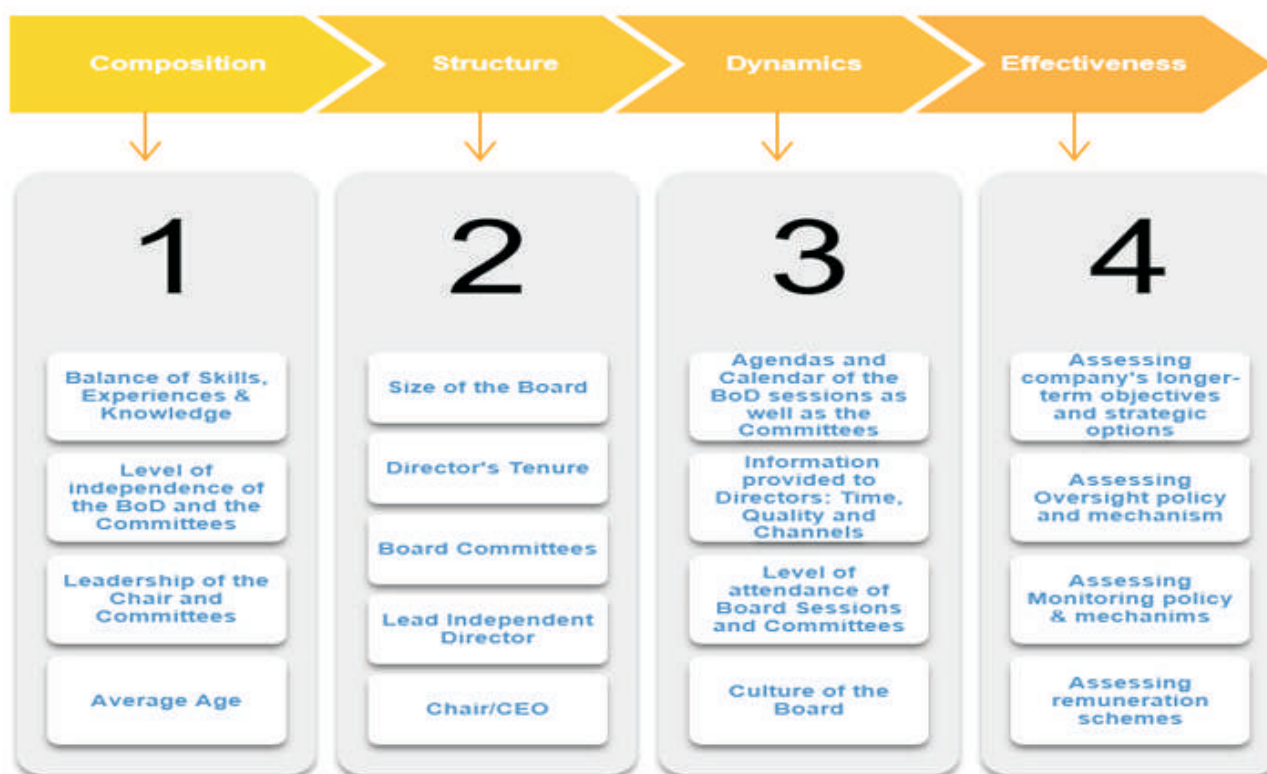 Composition
Structure
Dynamics
Effectiveness
1
Balance of Skills,
Experiences &
Knowledge
Level of
independence of
the BoD and the
Committees
Leadership of the
Chair and
Committees
Average Age
2
Size of the Board
Director's Tenure
Board Committees
Lead Independent
Director
Chair/CEO
3
Agendas and
Calendar of the
BoD sessions as
well as the
Committees
Information
provided to
Directors: Time,
Quality and
Channels
Level of
attendance of
Board Sessions
and Committees
Culture of the
Board
4
Assessing
company's longer-
term objectives
and strategic
options
Assessing
Oversight policy
and mechanism
Assessing
Monitoring policy
& mechanims
Assessing
remuneration
schemes